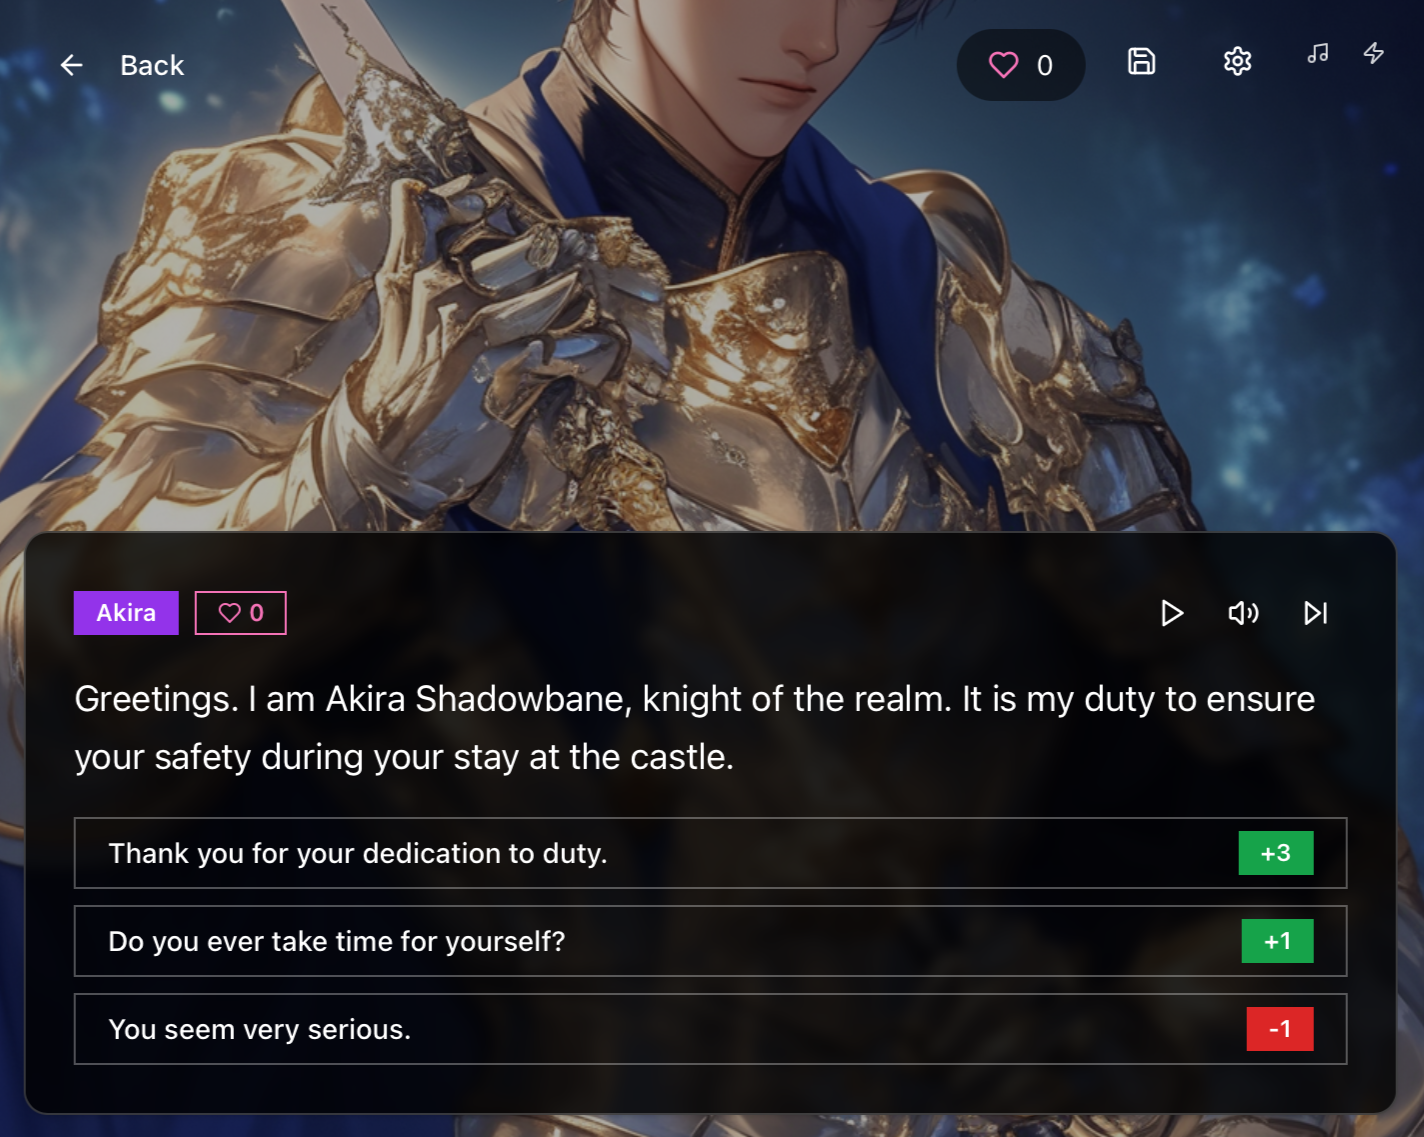 Back
0
Akira
0
Greetings. I am Akira Shadowbane, knight of the realm. It is my duty to ensure
your safety during your stay at the castle.
Thank you for your dedication to duty.
+3
Do you ever take time for yourself?
+1
You seem very serious.
-1